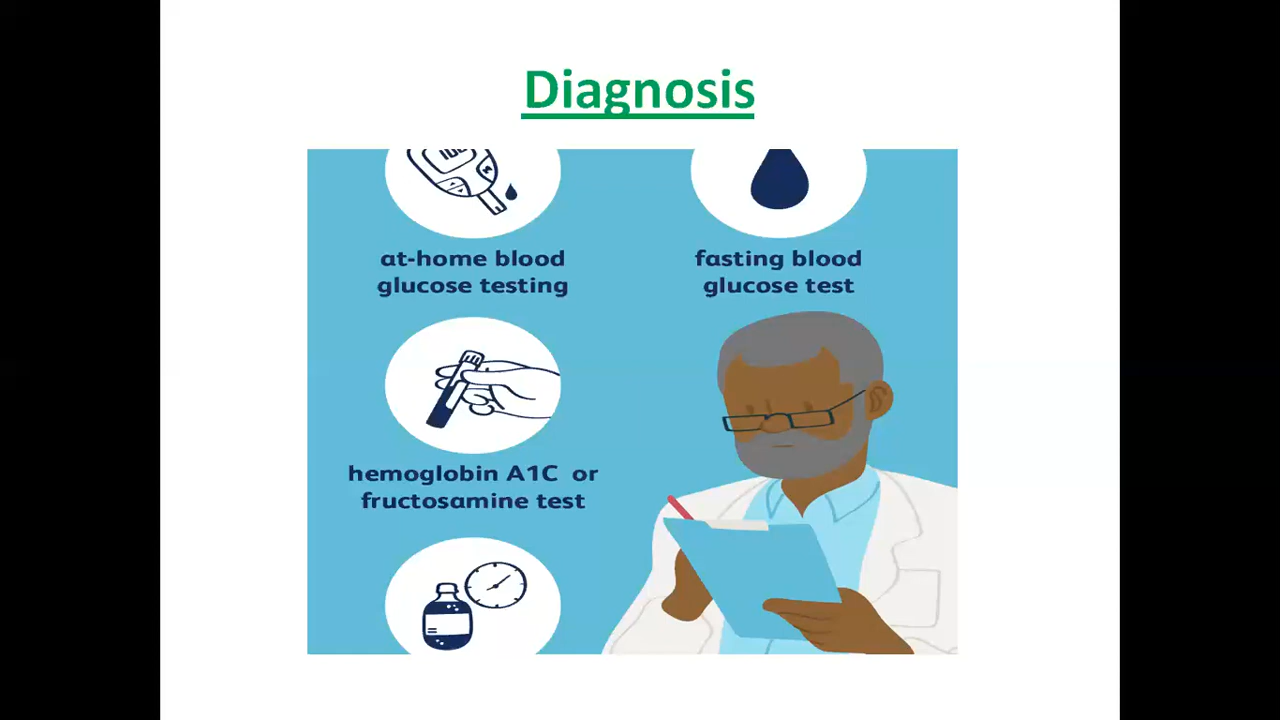 Diagnosis
at-home blood
glucose testing
fasting blood
glucose test
hemoglobin A1C or
fructosamine test